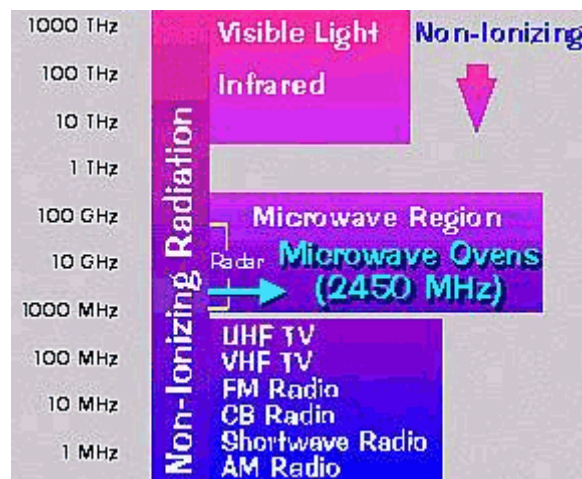 1000 THz
100 THz
10 THz
1 THz
100 GHz
10 GHz
1000 MHz
100 MHz
10 MHz
1 MHz
Non-Ionizing Radiation
Visible Light
Infrared
Non-Ionizing
Microwave Region
Radar
Microwave Ovens
(2450 MHz)
UHF TV
VHF TV
FM Radio
CB Radio
Shortwave Radio
AM Radio